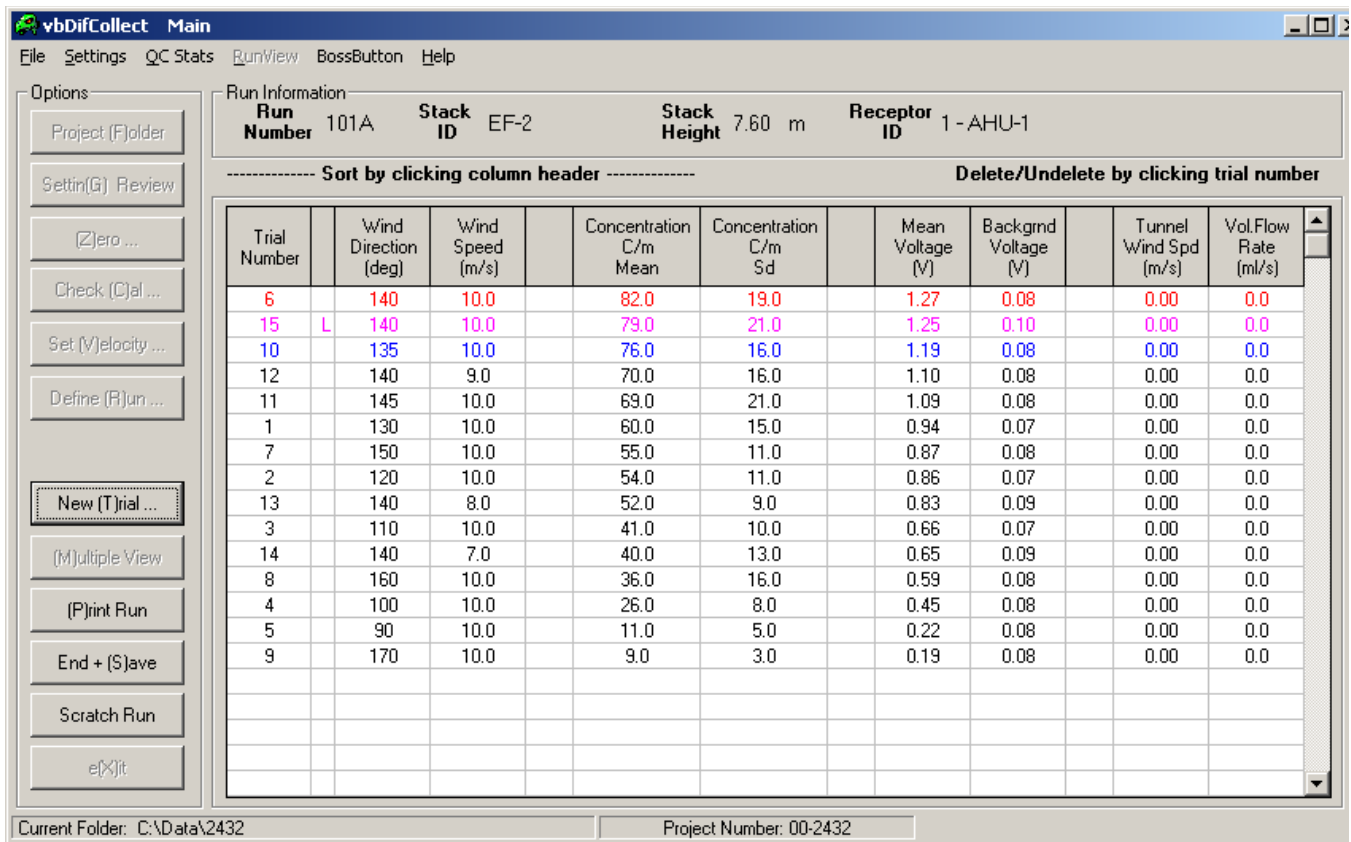 vbDifCollect Main
File Settings QC Stats RunView BossButton Help
Options
Project (F)older
Settin(G) Review
(Z)ero ...
Check (C)al ...
Set (V)elocity ...
Define (R)un ...
New (T)rial ...
(M)ultiple View
(P)rint Run
End + (S)ave
Scratch Run
e(X)it
Run Information
Run Number 101A Stack ID EF-2 Stack Height 7.60 m Receptor ID 1 - AHU-1
-------------- Sort by clicking column header -------------- Delete/Undelete by clicking trial number
Trial Number Wind Direction (deg) Wind Speed (m/s) Concentration C/m Mean Concentration C/m Sd Mean Voltage (V) Backgrnd Voltage (V) Tunnel Wind Spd (m/s) Vol.Flow Rate (ml/s)
6 140 10.0 82.0 19.0 1.27 0.08 0.00 0.0
15 L 140 10.0 79.0 21.0 1.25 0.10 0.00 0.0
10 135 10.0 76.0 16.0 1.19 0.08 0.00 0.0
12 140 9.0 70.0 16.0 1.10 0.08 0.00 0.0
11 145 10.0 69.0 21.0 1.09 0.08 0.00 0.0
1 130 10.0 60.0 15.0 0.94 0.07 0.00 0.0
7 150 10.0 55.0 11.0 0.87 0.08 0.00 0.0
2 120 10.0 54.0 11.0 0.86 0.07 0.00 0.0
13 140 8.0 52.0 9.0 0.83 0.09 0.00 0.0
3 110 10.0 41.0 10.0 0.66 0.07 0.00 0.0
14 140 7.0 40.0 13.0 0.65 0.09 0.00 0.0
8 160 10.0 36.0 16.0 0.59 0.08 0.00 0.0
4 100 10.0 26.0 8.0 0.45 0.08 0.00 0.0
5 90 10.0 11.0 5.0 0.22 0.08 0.00 0.0
9 170 10.0 9.0 3.0 0.19 0.08 0.00 0.0
Current Folder: C:\Data\2432 Project Number: 00-2432